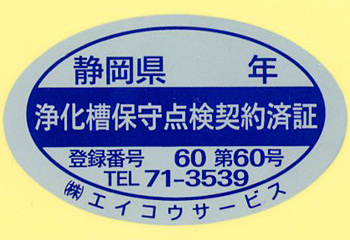 静岡県 年
浄化槽保守点検契約済証
登録番号 60 第60号
TEL 71-3539
㈱エイコウサービス